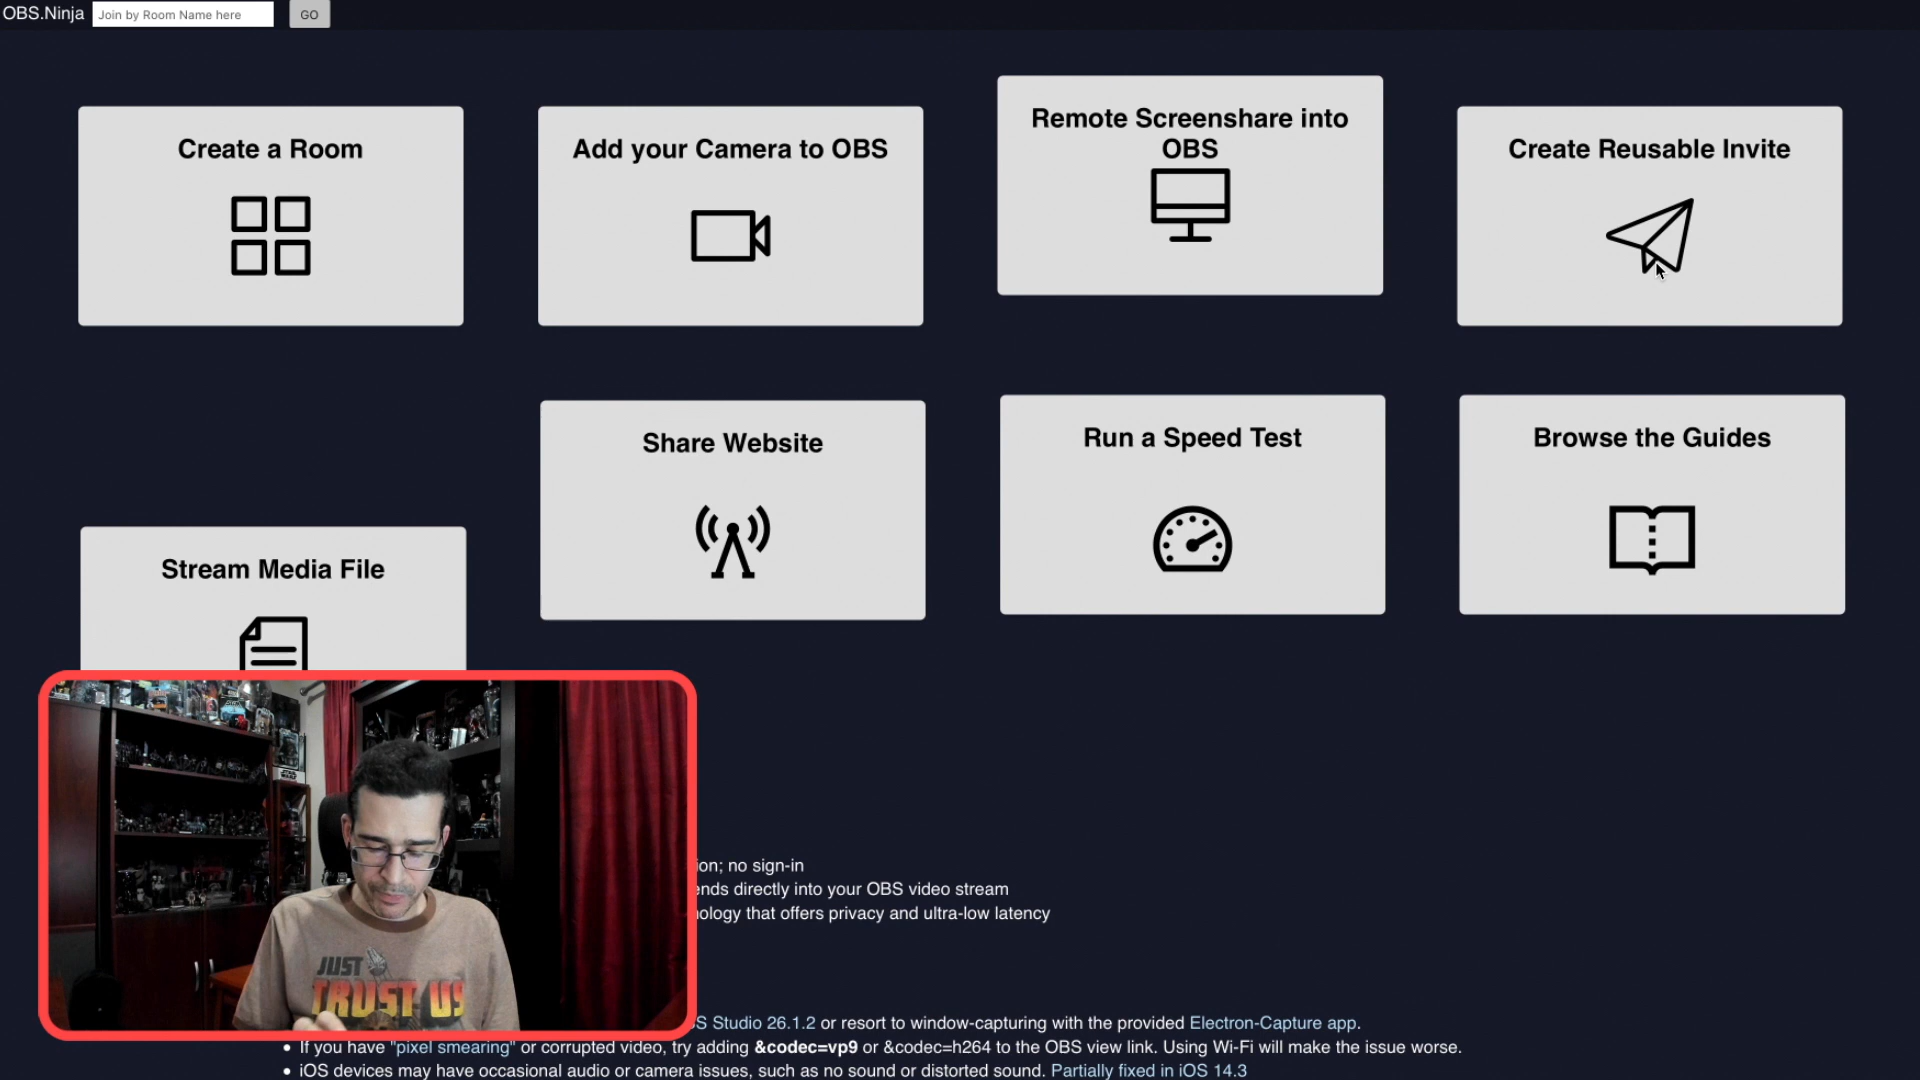 OBS.Ninja Join by Room Name here GO
Create a Room
Add your Camera to OBS
Remote Screenshare into
OBS
Create Reusable Invite
Share Website
Run a Speed Test
Browse the Guides
Stream Media File
ion; no sign-in
ends directly into your OBS video stream
nology that offers privacy and ultra-low latency
JUST
TRUST US
STAR
WARS
S Studio 26.1.2 or resort to window-capturing with the provided Electron-Capture app.
• If you have "pixel smearing" or corrupted video, try adding &codec=vp9 or &codec=h264 to the OBS view link. Using Wi-Fi will make the issue worse.
• iOS devices may have occasional audio or camera issues, such as no sound or distorted sound. Partially fixed in iOS 14.3